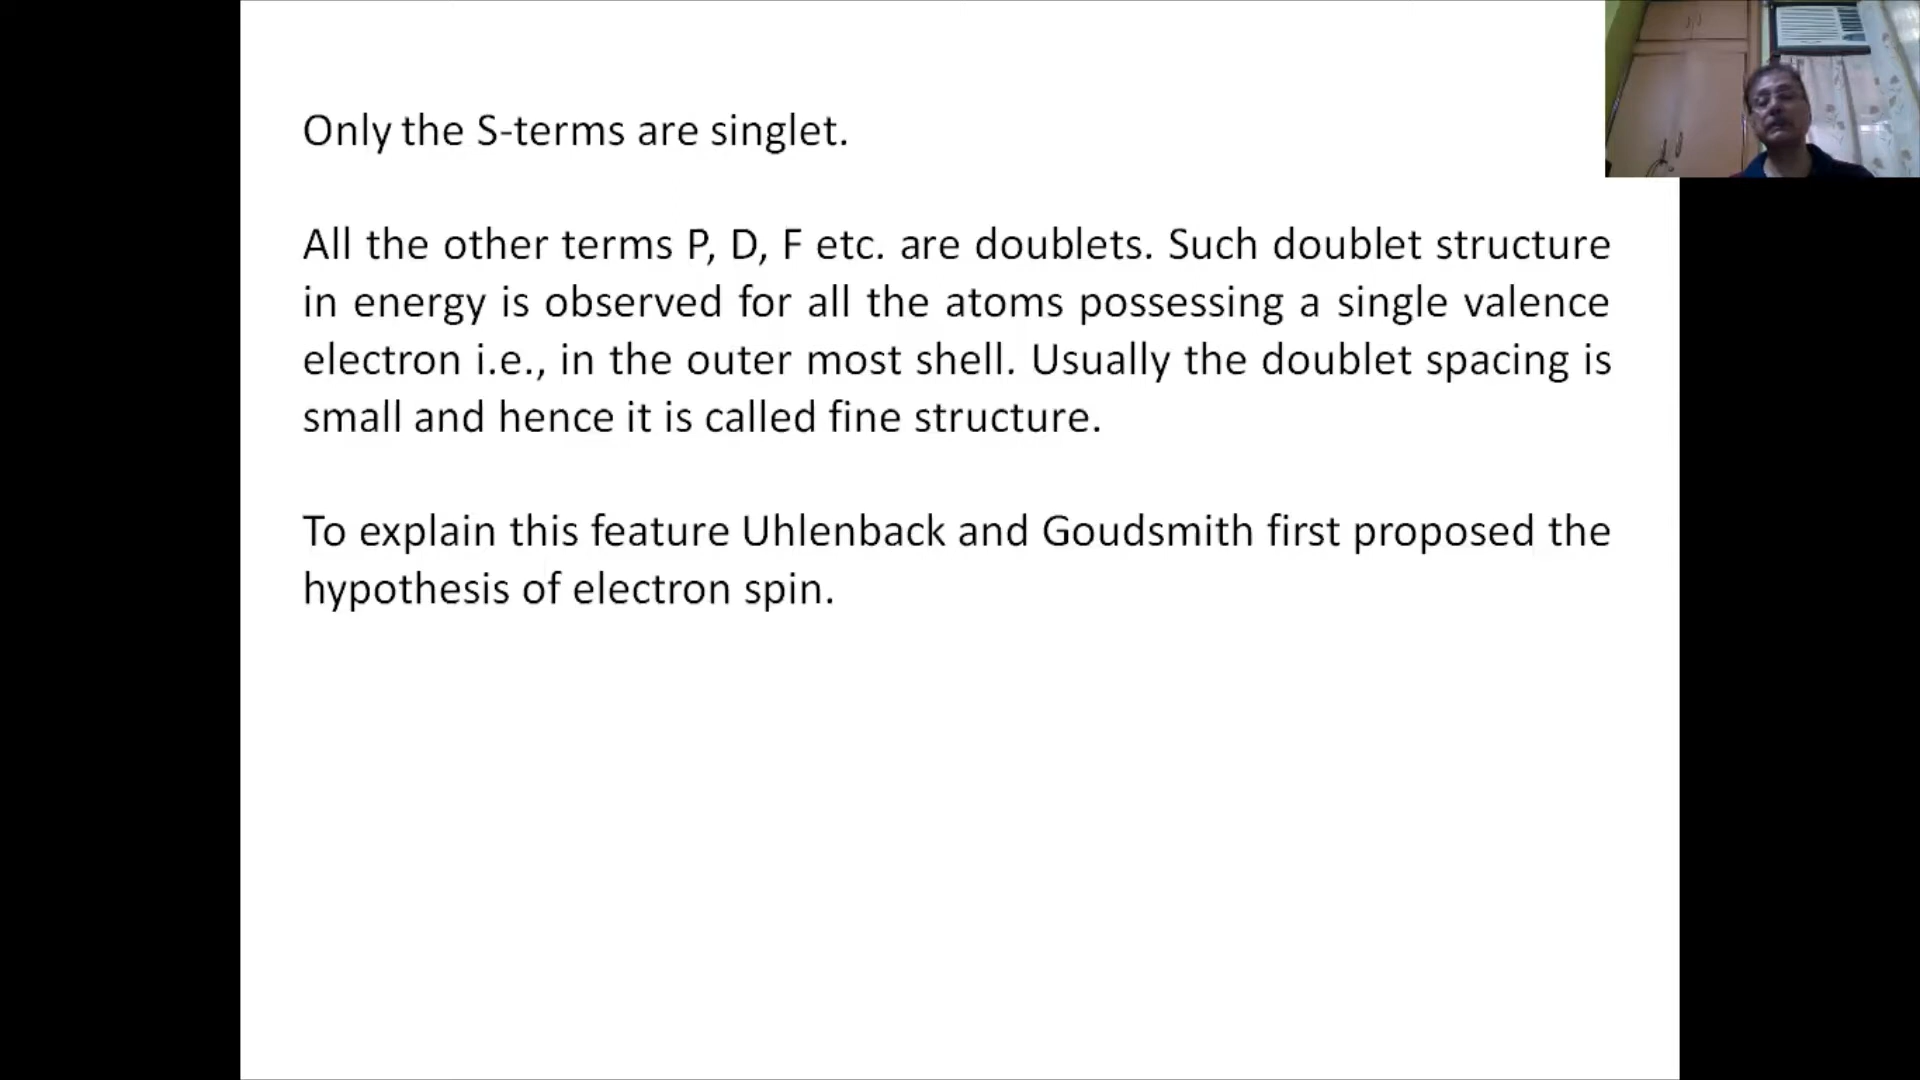 Only the S-terms are singlet.
All the other terms P, D, F etc. are doublets. Such doublet structure
in energy is observed for all the atoms possessing a single valence
electron i.e., in the outer most shell. Usually the doublet spacing is
small and hence it is called fine structure.
To explain this feature Uhlenback and Goudsmith first proposed the
hypothesis of electron spin.